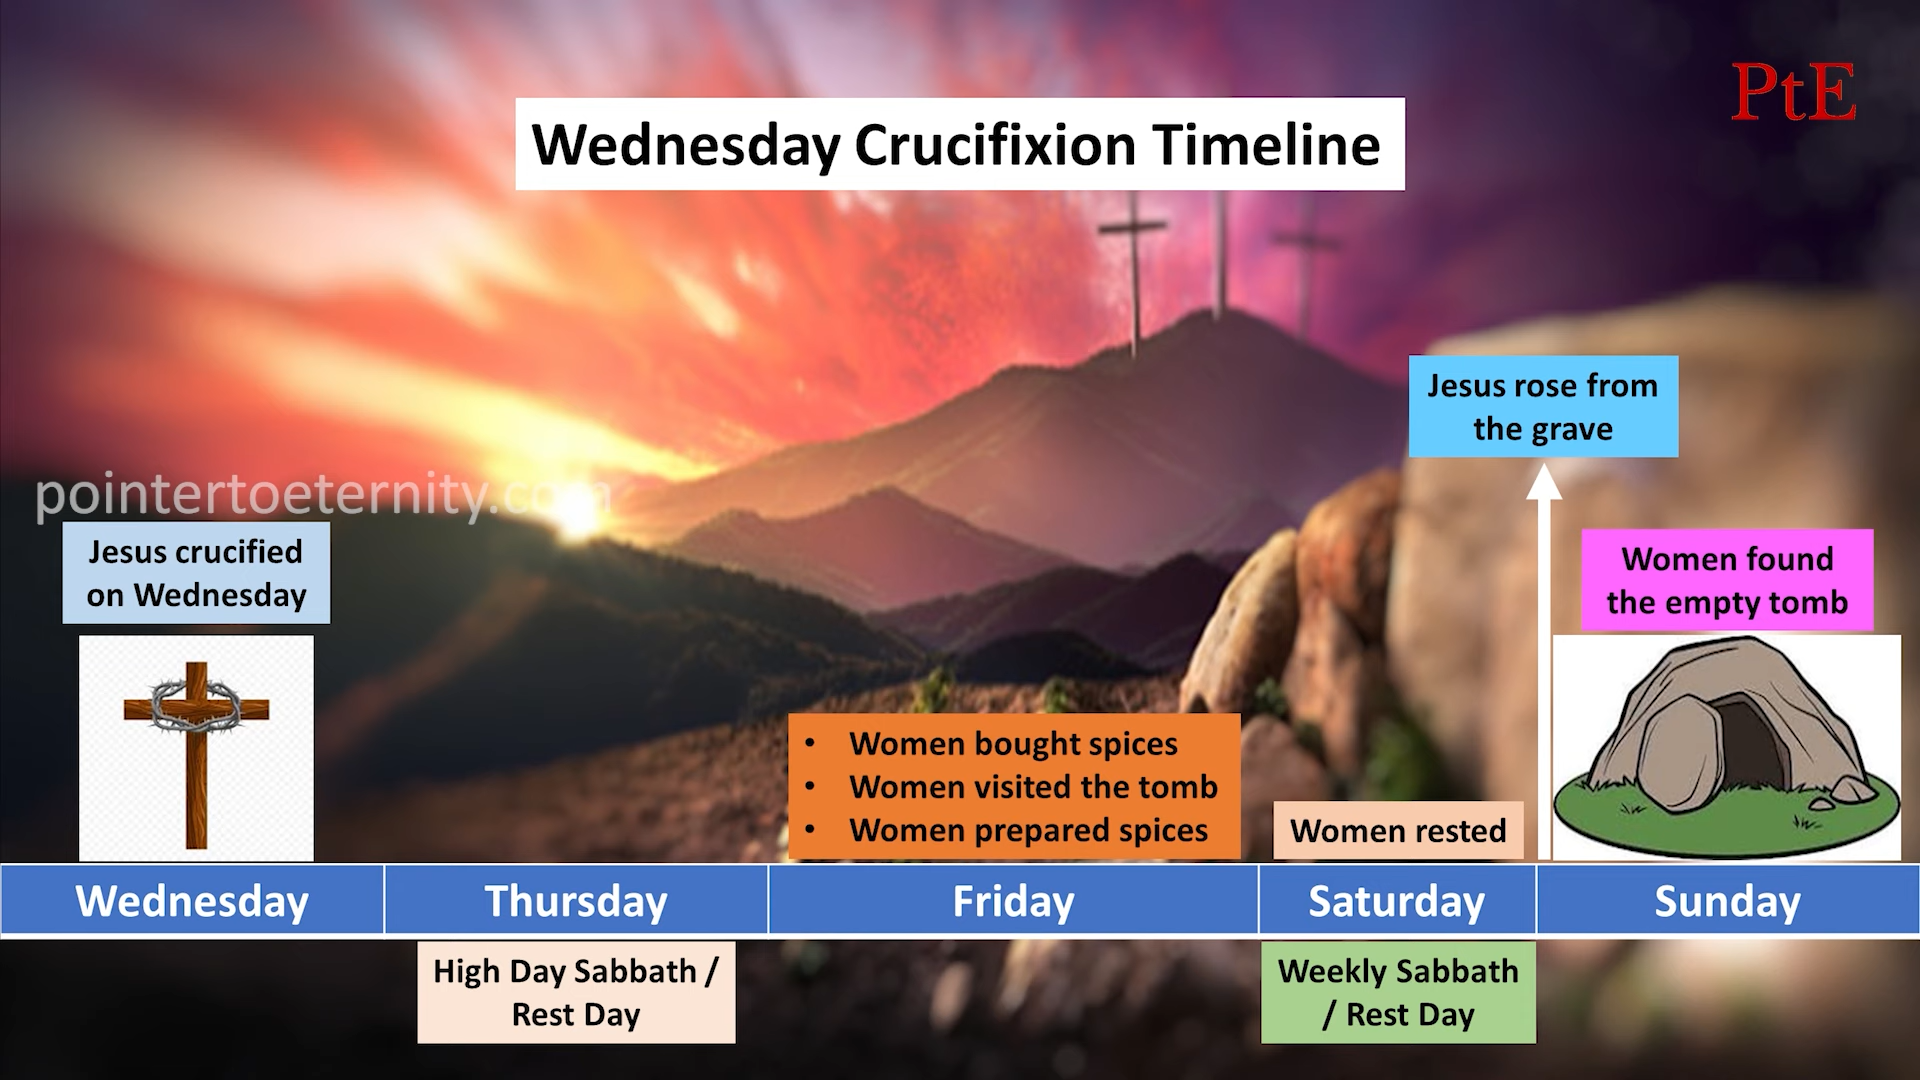 PtE
Wednesday Crucifixion Timeline
Jesus rose from
the grave
pointertoeternity.com
Jesus crucified
on Wednesday
Women found
the empty tomb
• Women bought spices
• Women visited the tomb
• Women prepared spices
Women rested
Wednesday
Thursday
Friday
Saturday
Sunday
High Day Sabbath /
Rest Day
Weekly Sabbath
/ Rest Day